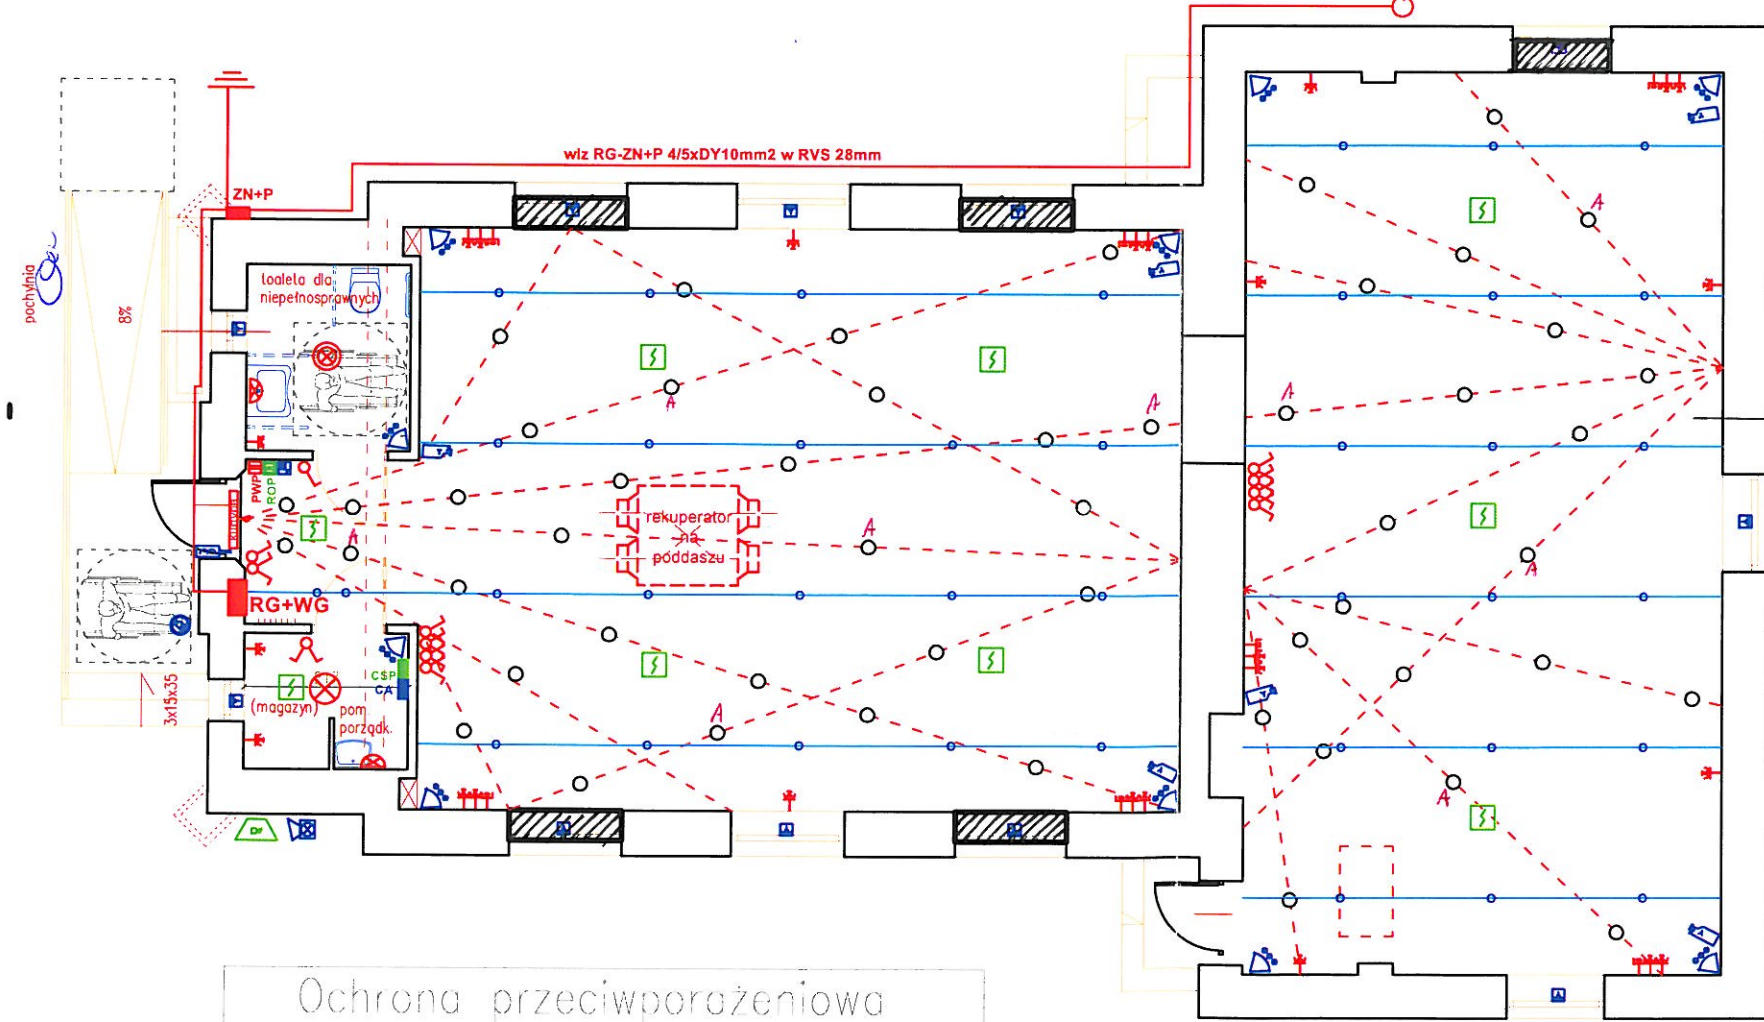 wlz RG-ZN+P 4/5xDY10mm2 w RVS 28mm
ZN+P
pochylnia
8%
toaleta dla
niepełnosprawnych
A
A
A
A
PWP
ROP
kurtyna
A
A
rekuperator
na
poddaszu
A
RG+WG
CSP
CA
3x15x35
(magazyn)
pom.
porządk.
A
A
Ochrona przeciwporażeniowa